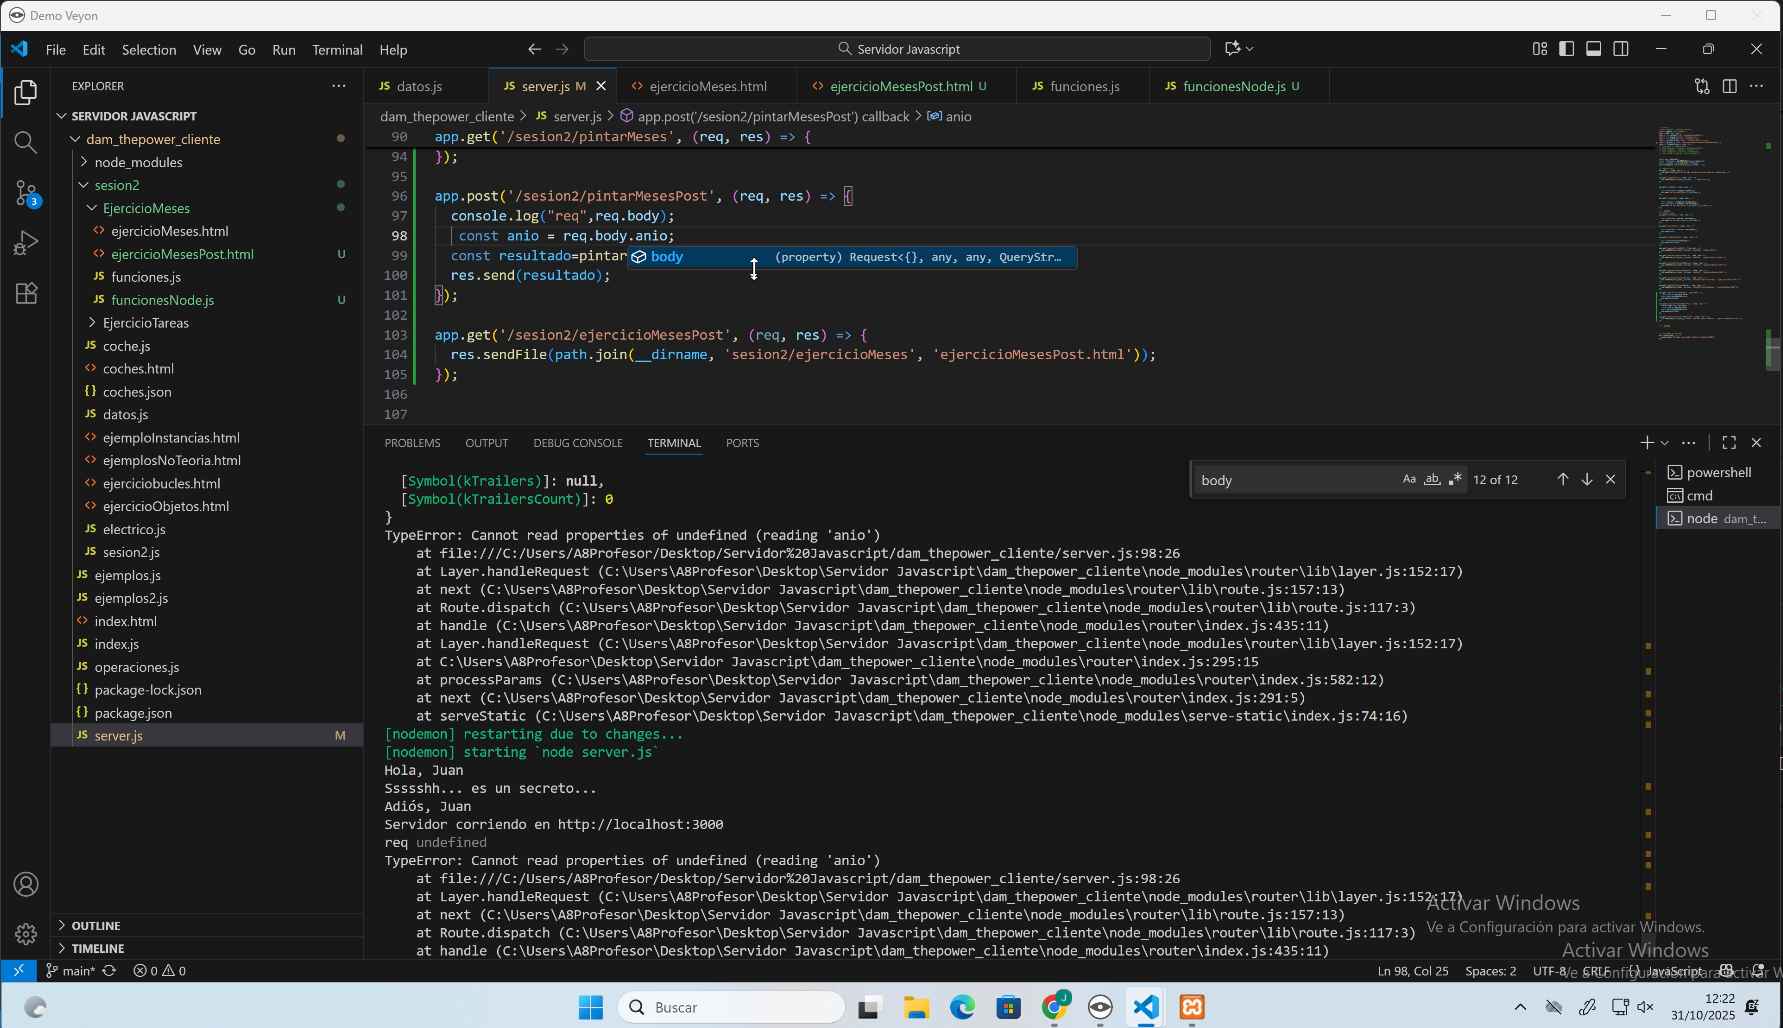 Demo Veyon
File Edit Selection View Go Run Terminal Help
Servidor Javascript
EXPLORER
SERVIDOR JAVASCRIPT
dam_thepower_cliente
node_modules
sesion2
EjercicioMeses
ejercicioMeses.html
ejercicioMesesPost.html U
funciones.js
funcionesNode.js U
EjercicioTareas
coche.js
coches.html
coches.json
datos.js
ejemploInstancias.html
ejemplosNoTeoria.html
ejerciciobucles.html
ejercicioObjetos.html
electrico.js
sesion2.js
ejemplos.js
ejemplos2.js
index.html
index.js
operaciones.js
package-lock.json
package.json
server.js M
OUTLINE
TIMELINE
datos.js server.js M ejercicioMeses.html ejercicioMesesPost.html U funciones.js funcionesNode.js U
dam_thepower_cliente > server.js > app.post('/sesion2/pintarMesesPost') callback > anio
90 app.get('/sesion2/pintarMeses', (req, res) => {
94 });
95
96 app.post('/sesion2/pintarMesesPost', (req, res) => {
97 console.log("req",req.body);
98 const anio = req.body.anio;
99 const resultado=pintar
body (property) Request<{}, any, any, QueryStr...
100 res.send(resultado);
101 });
102
103 app.get('/sesion2/ejercicioMesesPost', (req, res) => {
104 res.sendFile(path.join(__dirname, 'sesion2/ejercicioMeses', 'ejercicioMesesPost.html'));
105 });
106
107
PROBLEMS OUTPUT DEBUG CONSOLE TERMINAL PORTS
body Aa ab 12 of 12
powershell
cmd
node dam_t...
[Symbol(kTrailers)]: null,
[Symbol(kTrailersCount)]: 0
}
TypeError: Cannot read properties of undefined (reading 'anio')
at file:///C:/Users/A8Profesor/Desktop/Servidor%20Javascript/dam_thepower_cliente/server.js:98:26
at Layer.handleRequest (C:\Users\A8Profesor\Desktop\Servidor Javascript\dam_thepower_cliente\node_modules\router\lib\layer.js:152:17)
at next (C:\Users\A8Profesor\Desktop\Servidor Javascript\dam_thepower_cliente\node_modules\router\lib\route.js:157:13)
at Route.dispatch (C:\Users\A8Profesor\Desktop\Servidor Javascript\dam_thepower_cliente\node_modules\router\lib\route.js:117:3)
at handle (C:\Users\A8Profesor\Desktop\Servidor Javascript\dam_thepower_cliente\node_modules\router\index.js:435:11)
at Layer.handleRequest (C:\Users\A8Profesor\Desktop\Servidor Javascript\dam_thepower_cliente\node_modules\router\lib\layer.js:152:17)
at C:\Users\A8Profesor\Desktop\Servidor Javascript\dam_thepower_cliente\node_modules\router\index.js:295:15
at processParams (C:\Users\A8Profesor\Desktop\Servidor Javascript\dam_thepower_cliente\node_modules\router\index.js:582:12)
at next (C:\Users\A8Profesor\Desktop\Servidor Javascript\dam_thepower_cliente\node_modules\router\index.js:291:5)
at serveStatic (C:\Users\A8Profesor\Desktop\Servidor Javascript\dam_thepower_cliente\node_modules\serve-static\index.js:74:16)
[nodemon] restarting due to changes...
[nodemon] starting `node server.js`
Hola, Juan
Ssssshh... es un secreto...
Adiós, Juan
Servidor corriendo en http://localhost:3000
req undefined
TypeError: Cannot read properties of undefined (reading 'anio')
at file:///C:/Users/A8Profesor/Desktop/Servidor%20Javascript/dam_thepower_cliente/server.js:98:26
at Layer.handleRequest (C:\Users\A8Profesor\Desktop\Servidor Javascript\dam_thepower_cliente\node_modules\router\lib\layer.js:152:17)
at next (C:\Users\A8Profesor\Desktop\Servidor Javascript\dam_thepower_cliente\node_modules\router\lib\route.js:157:13)
at Route.dispatch (C:\Users\A8Profesor\Desktop\Servidor Javascript\dam_thepower_cliente\node_modules\router\lib\route.js:117:3)
at handle (C:\Users\A8Profesor\Desktop\Servidor Javascript\dam_thepower_cliente\node_modules\router\index.js:435:11)
Activar Windows
Ve a Configuración para activar Windows.
Activar Windows
Ve a Configuración para activar W
main* 0 0 Ln 98, Col 25 Spaces: 2 UTF-8 CRLF JavaScript
Buscar
12:22
31/10/2025